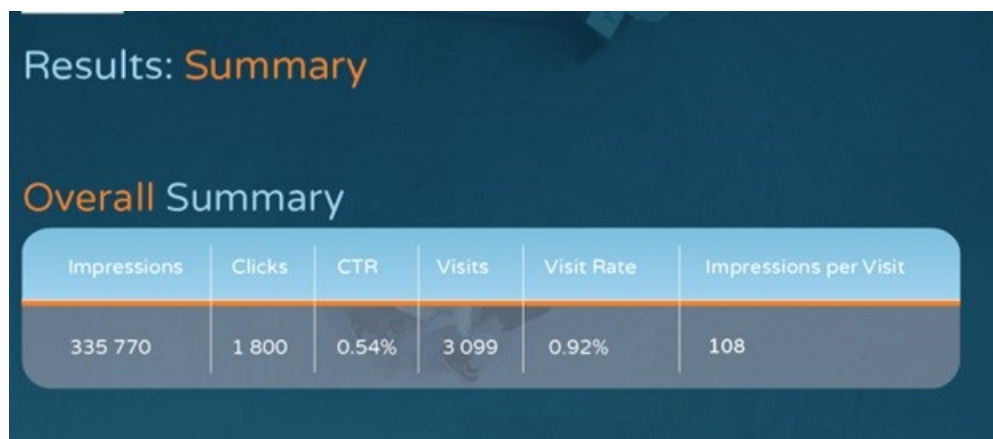 Results: Summary
Overall Summary
Impressions Clicks CTR Visits Visit Rate Impressions per Visit
335 770 1 800 0.54% 3 099 0.92% 108